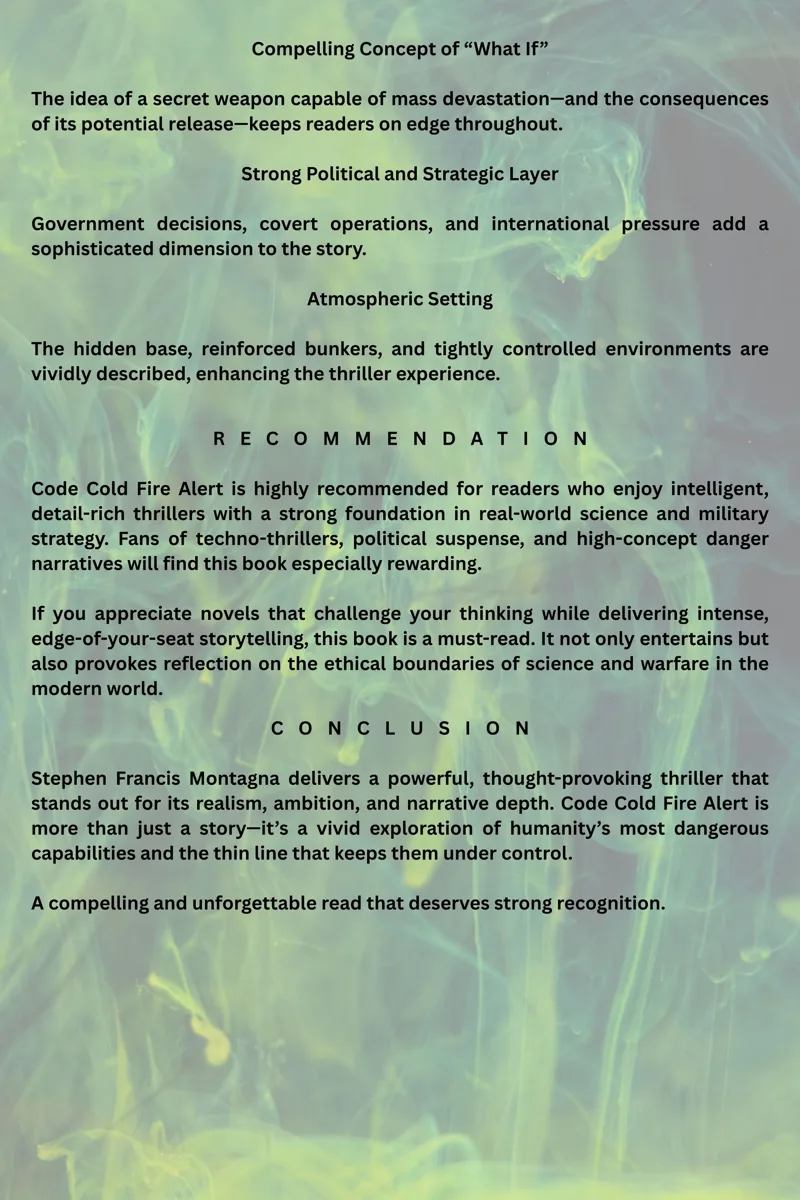 Compelling Concept of “What If”
The idea of a secret weapon capable of mass devastation—and the consequences
of its potential release—keeps readers on edge throughout.
Strong Political and Strategic Layer
Government decisions, covert operations, and international pressure add a
sophisticated dimension to the story.
Atmospheric Setting
The hidden base, reinforced bunkers, and tightly controlled environments are
vividly described, enhancing the thriller experience.
RECOMMENDATION
Code Cold Fire Alert is highly recommended for readers who enjoy intelligent,
detail-rich thrillers with a strong foundation in real-world science and military
strategy. Fans of techno-thrillers, political suspense, and high-concept danger
narratives will find this book especially rewarding.
If you appreciate novels that challenge your thinking while delivering intense,
edge-of-your-seat storytelling, this book is a must-read. It not only entertains but
also provokes reflection on the ethical boundaries of science and warfare in the
modern world.
CONCLUSION
Stephen Francis Montagna delivers a powerful, thought-provoking thriller that
stands out for its realism, ambition, and narrative depth. Code Cold Fire Alert is
more than just a story—it’s a vivid exploration of humanity’s most dangerous
capabilities and the thin line that keeps them under control.
A compelling and unforgettable read that deserves strong recognition.